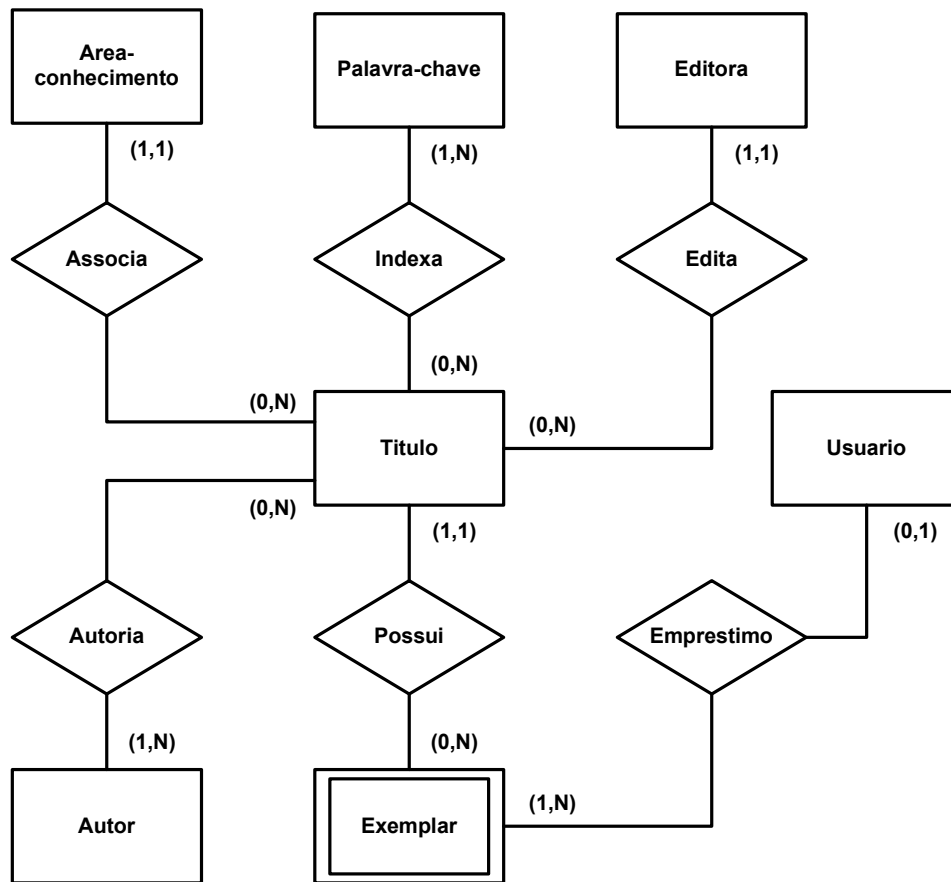 Area-
conhecimento
Palavra-chave
Editora
(1,1)
(1,N)
(1,1)
Associa
Indexa
Edita
(0,N)
(0,N)
(0,N)
Titulo
Usuario
(0,N)
(1,1)
(0,1)
Autoria
Possui
Emprestimo
(1,N)
(0,N)
(1,N)
Autor
Exemplar